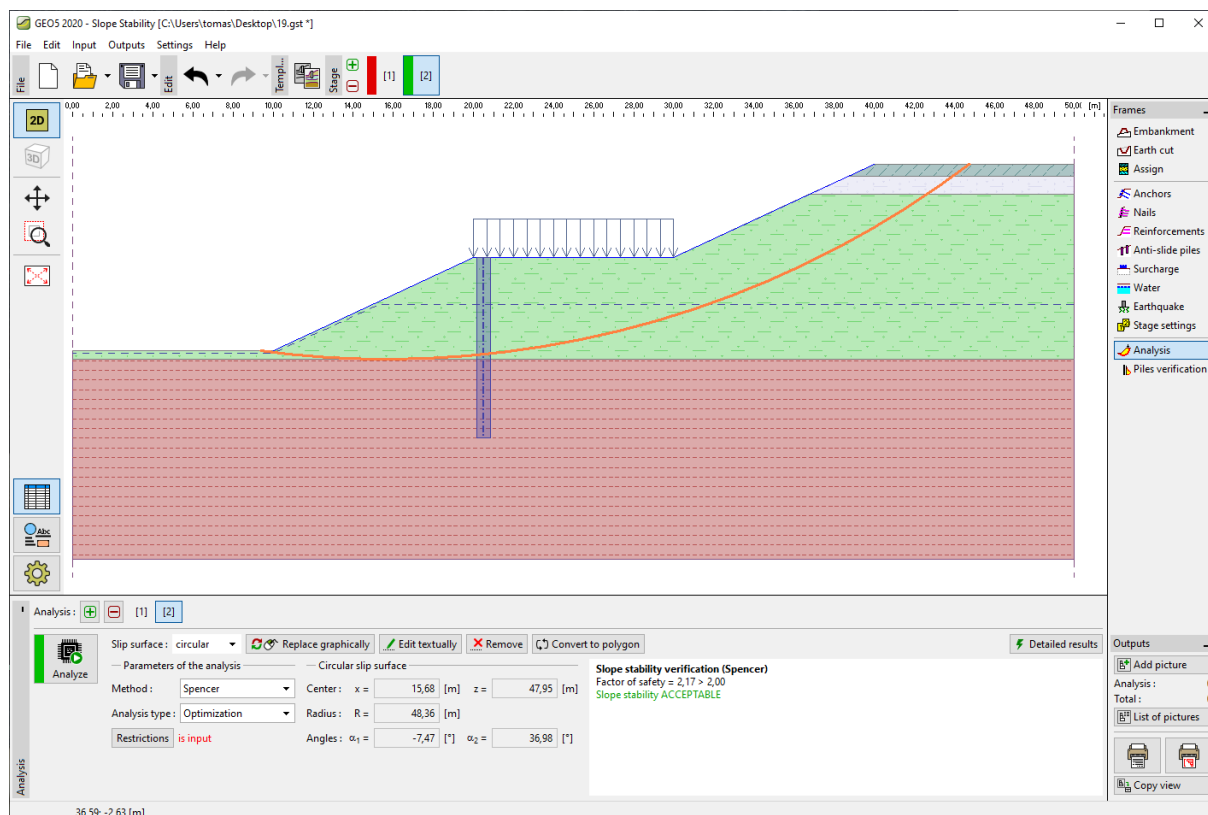 GEO5 2020 - Slope Stability [C:\Users\tomas\Desktop\19.gst *]
File Edit Input Outputs Settings Help
File Edit Templ... Stage [1] [2]
0,00 2,00 4,00 6,00 8,00 10,00 12,00 14,00 16,00 18,00 20,00 22,00 24,00 26,00 28,00 30,00 32,00 34,00 36,00 38,00 40,00 42,00 44,00 46,00 48,00 50,0( [m]
2D
3D
Frames
Embankment
Earth cut
Assign
Anchors
Nails
Reinforcements
Anti-slide piles
Surcharge
Water
Earthquake
Stage settings
Analysis
Piles verification
Abc
Analysis : [1] [2]
Analyze
Slip surface : circular Replace graphically Edit textually Remove Convert to polygon Detailed results
Parameters of the analysis
Method : Spencer
Analysis type : Optimization
Restrictions is input
Circular slip surface
Center : x = 15,68 [m] z = 47,95 [m]
Radius : R = 48,36 [m]
Angles : α1 = -7,47 [°] α2 = 36,98 [°]
Slope stability verification (Spencer)
Factor of safety = 2,17 > 2,00
Slope stability ACCEPTABLE
Analysis
Outputs
Add picture
Analysis :
Total :
List of pictures
Copy view
36,59; -2,63 [m]